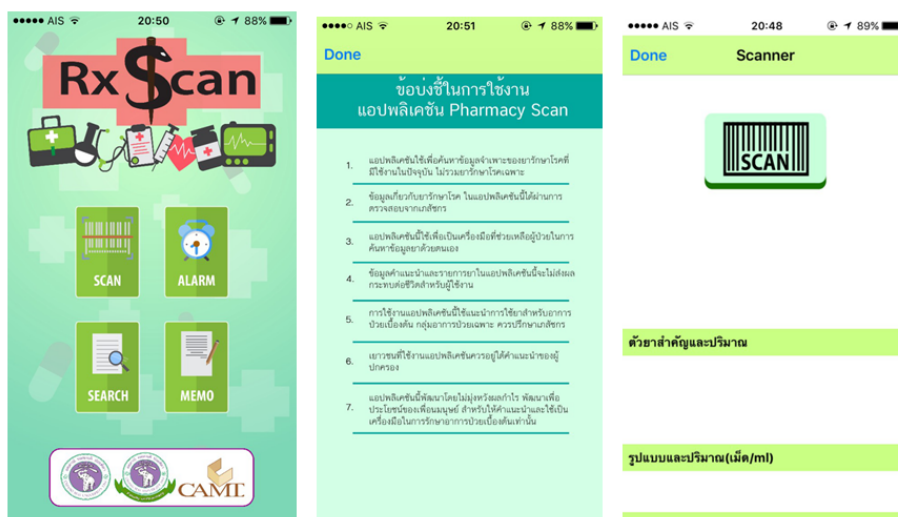 AIS 20:50 88%
Rx Scan
SCAN
ALARM
SEARCH
MEMO
CAMT
AIS 20:51 88%
Done
ข้อบ่งชี้ในการใช้งาน
แอปพลิเคชัน Pharmacy Scan
1. แอปพลิเคชันใช้เพื่อค้นหาข้อมูลจำเพาะของยารักษาโรคที่
มีใช้งานในปัจจุบัน ไม่รวมยารักษาโรคเฉพาะ
2. ข้อมูลเกี่ยวกับยารักษาโรค ในแอปพลิเคชันนี้ได้ผ่านการ
ตรวจสอบจากเภสัชกร
3. แอปพลิเคชันนี้ใช้เพื่อเป็นเครื่องมือที่ช่วยเหลือผู้ป่วยในการ
ค้นหาข้อมูลยาด้วยตนเอง
4. ข้อมูลคำแนะนำและรายการยาในแอปพลิเคชันนี้จะไม่ส่งผล
กระทบต่อชีวิตสำหรับผู้ใช้งาน
5. การใช้งานแอปพลิเคชันนี้ใช้แนะนำการใช้ยาสำหรับอาการ
ป่วยเบื้องต้น กลุ่มอาการป่วยเฉพาะ ควรปรึกษาเภสัชกร
6. เยาวชนที่ใช้งานแอปพลิเคชันควรอยู่ใต้คำแนะนำของผู้
ปกครอง
7. แอปพลิเคชันนี้พัฒนาโดยไม่มุ่งหวังผลกำไร พัฒนาเพื่อ
ประโยชน์ของเพื่อนมนุษย์ สำหรับให้คำแนะนำและใช้เป็น
เครื่องมือในการรักษาอาการป่วยเบื้องต้นเท่านั้น
AIS 20:48 89%
Done Scanner
SCAN
ตัวยาสำคัญและปริมาณ
รูปแบบและปริมาณ(เม็ด/ml)